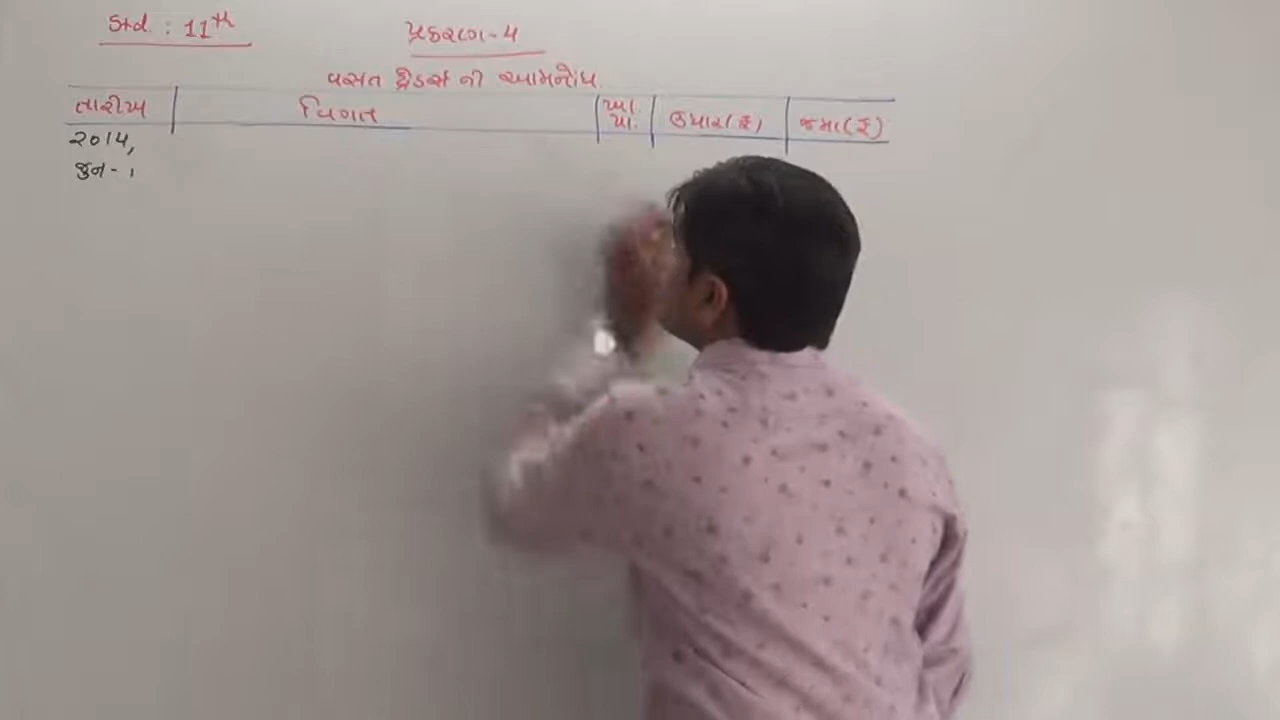 Std. : 11th
પ્રકરણ-4
વસંત ટ્રેડર્સ ની આમનોંધ
તારીખ વિગત ખા. પા. ઉધાર(₹) જમા(₹)
2014,
જુન- 1